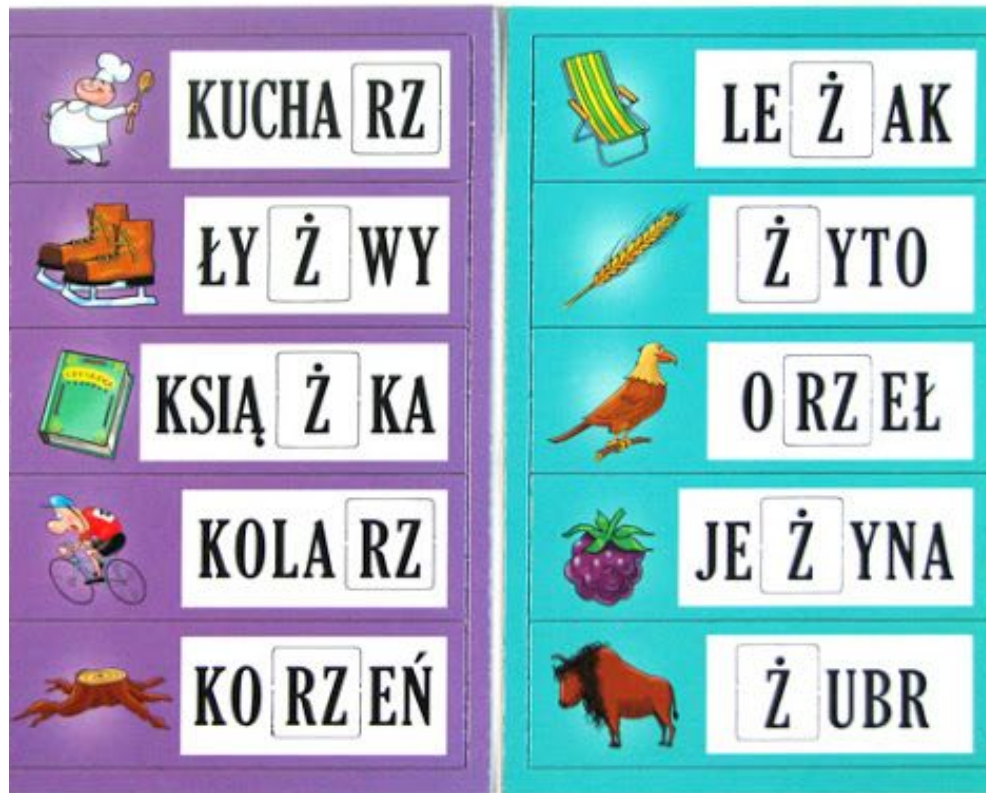 KUCHARZ
ŁYŻWY
KSIĄŻKA
KOLARZ
KORZEŃ
LEŻAK
ŻYTO
ORZEŁ
JEŻYNA
ŻUBR